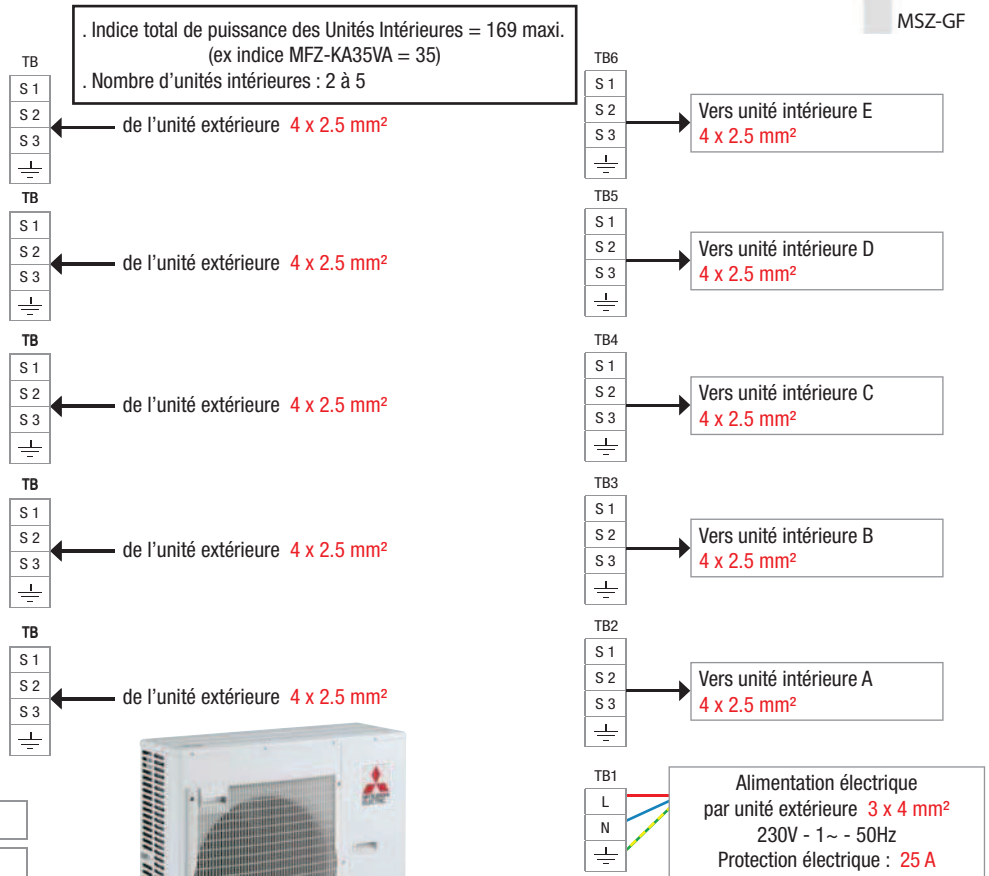 MSZ-GF
. Indice total de puissance des Unités Intérieures = 169 maxi.
(ex indice MFZ-KA35VA = 35)
. Nombre d’unités intérieures : 2 à 5
TB
S 1
S 2
S 3
de l’unité extérieure 4 x 2.5 mm²
TB
S 1
S 2
S 3
de l’unité extérieure 4 x 2.5 mm²
TB
S 1
S 2
S 3
de l’unité extérieure 4 x 2.5 mm²
TB
S 1
S 2
S 3
de l’unité extérieure 4 x 2.5 mm²
TB
S 1
S 2
S 3
de l’unité extérieure 4 x 2.5 mm²
TB6
S 1
S 2
S 3
Vers unité intérieure E
4 x 2.5 mm²
TB5
S 1
S 2
S 3
Vers unité intérieure D
4 x 2.5 mm²
TB4
S 1
S 2
S 3
Vers unité intérieure C
4 x 2.5 mm²
TB3
S 1
S 2
S 3
Vers unité intérieure B
4 x 2.5 mm²
TB2
S 1
S 2
S 3
Vers unité intérieure A
4 x 2.5 mm²
TB1
L
N
Alimentation électrique
par unité extérieure 3 x 4 mm²
230V - 1~ - 50Hz
Protection électrique : 25 A
MITSUBISHI
ELECTRIC